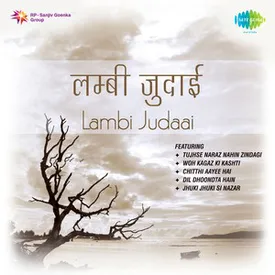 RP-Sanjiv Goenka
Group
लम्बी जुदाई
Lambi Judaai
FEATURING
• TUJHSE NARAZ NAHIN ZINDAGI
• WOH KAGAZ KI KASHTI
• CHITTHI AAYEE HAI
• DIL DHOONDTA HAIN
• JHUKI JHUKI SI NAZAR